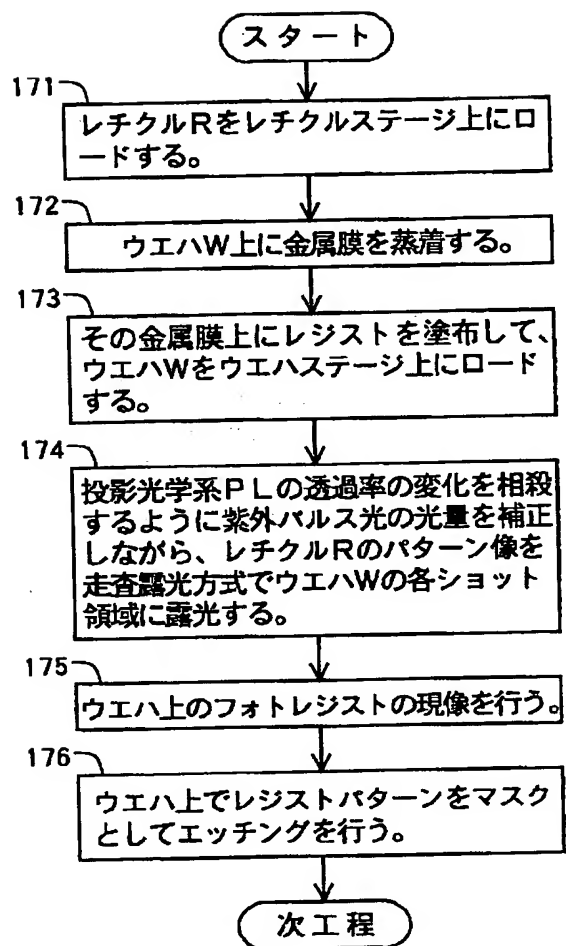 スタート
171
レチクルRをレチクルステージ上にロ
ードする。
172
ウエハW上に金属膜を蒸着する。
173
その金属膜上にレジストを塗布して、
ウエハWをウエハステージ上にロード
する。
174
投影光学系PLの透過率の変化を相殺
するように紫外パルス光の光量を補正
しながら、レチクルRのパターン像を
走査露光方式でウエハWの各ショット
領域に露光する。
175
ウエハ上のフォトレジストの現像を行う。
176
ウエハ上でレジストパターンをマスク
としてエッチングを行う。
次工程